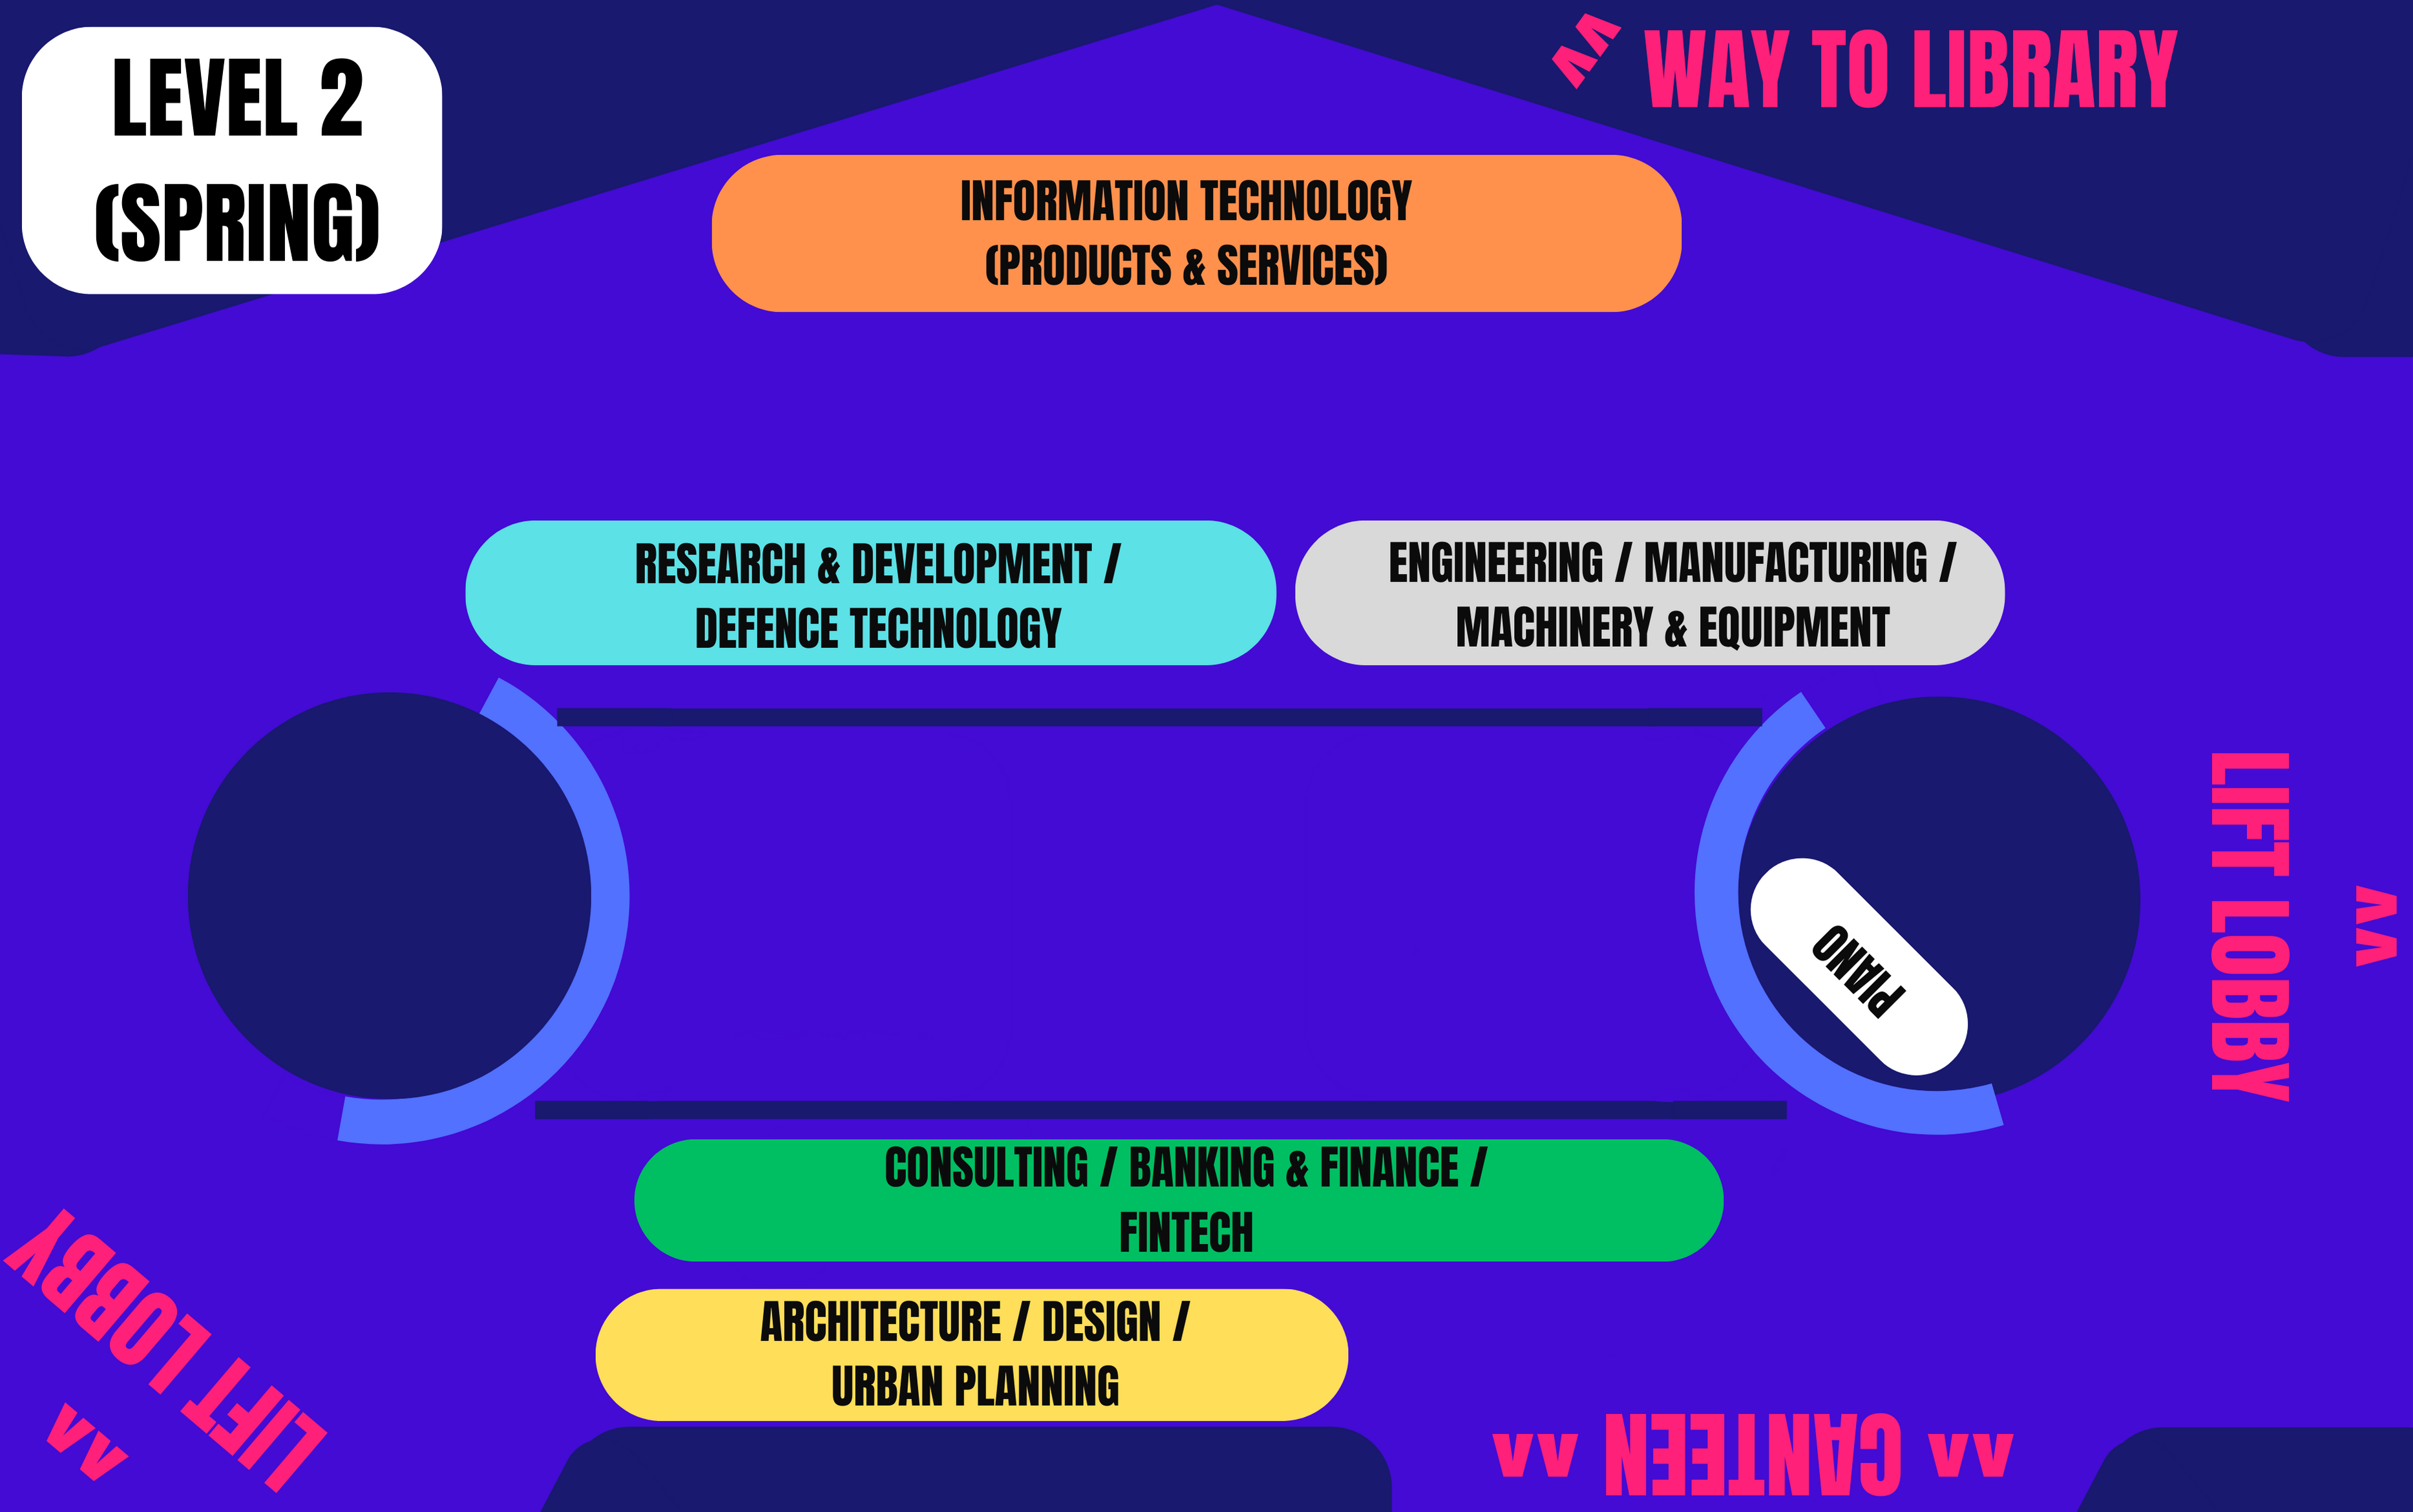 LEVEL 2
(SPRING)
^^ WAY TO LIBRARY
INFORMATION TECHNOLOGY
(PRODUCTS & SERVICES)
RESEARCH & DEVELOPMENT /
DEFENCE TECHNOLOGY
ENGINEERING / MANUFACTURING /
MACHINERY & EQUIPMENT
LIFT LOBBY
^^
PIANO
CONSULTING / BANKING & FINANCE /
FINTECH
ARCHITECTURE / DESIGN /
URBAN PLANNING
LIFT LOBBY
^^
^^ CANTEEN ^^